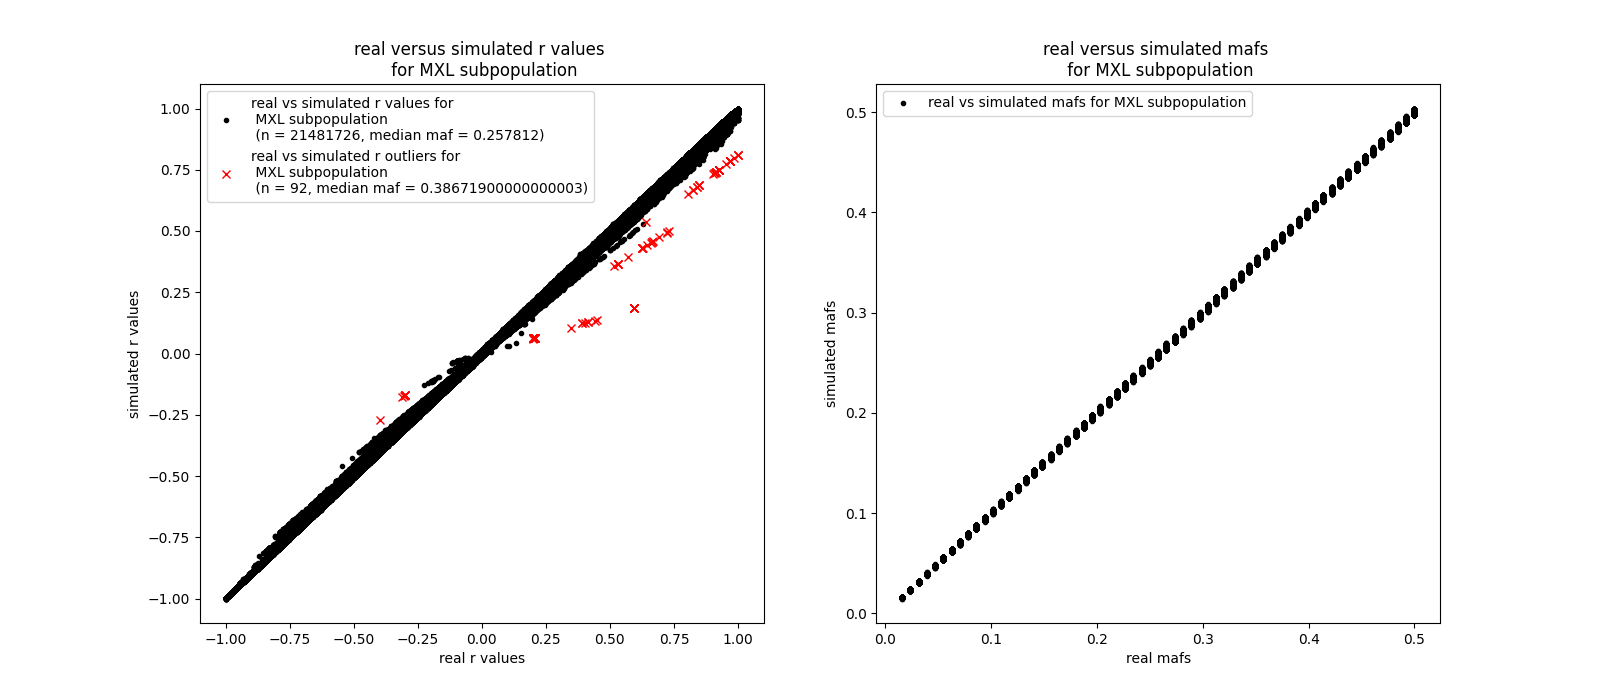 real versus simulated r values
for MXL subpopulation
real vs simulated r values for
MXL subpopulation
(n = 21481726, median maf = 0.257812)
real vs simulated r outliers for
MXL subpopulation
(n = 92, median maf = 0.38671900000000003)
1.00
0.75
0.50
0.25
0.00
−0.25
−0.50
−0.75
−1.00
simulated r values
−1.00 −0.75 −0.50 −0.25 0.00 0.25 0.50 0.75 1.00
real r values
real versus simulated mafs
for MXL subpopulation
real vs simulated mafs for MXL subpopulation
0.5
0.4
0.3
0.2
0.1
0.0
simulated mafs
0.0 0.1 0.2 0.3 0.4 0.5
real mafs